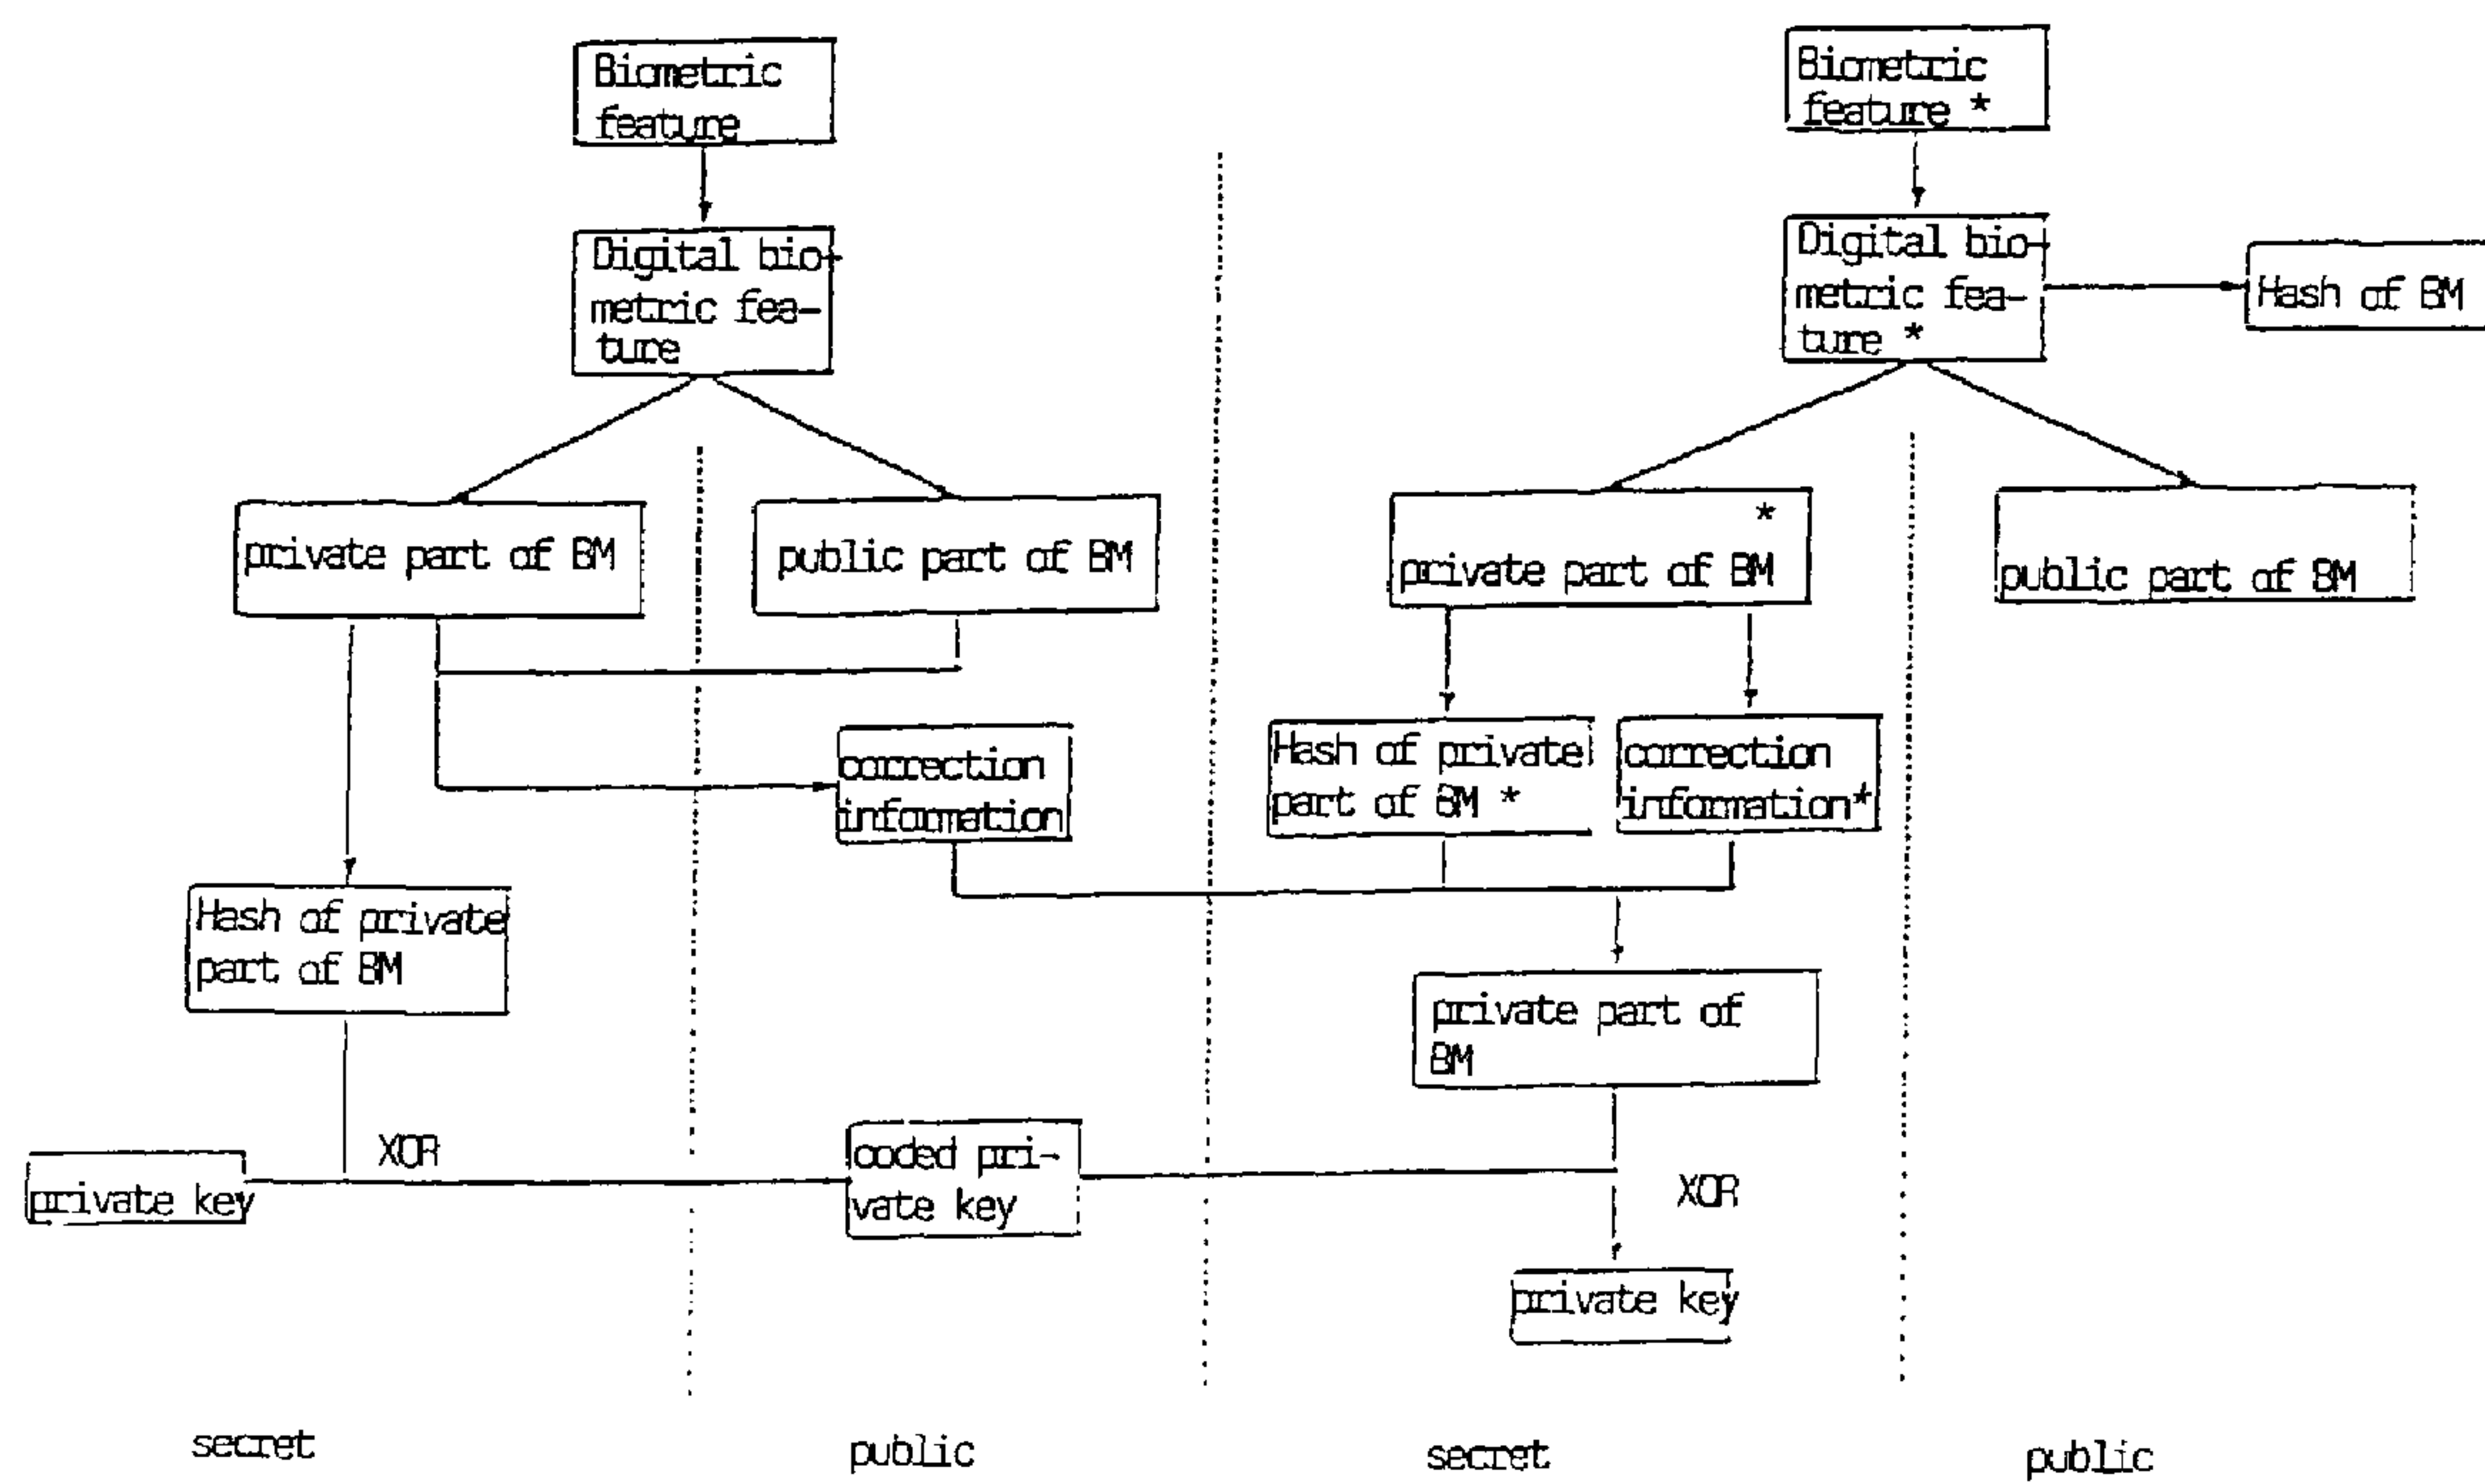 Biometric
feature
Biometric
feature *
Digital bio-
metric fea-
ture
Digital bio-
metric fea-
ture *
Hash of BM
private part of BM
public part of BM
*
private part of BM
public part of BM
correction
information
Hash of private
part of BM *
correction
information*
Hash of private
part of BM
private part of
BM
XOR
private key
coded pri-
vate key
XOR
private key
secret
public
secret
public